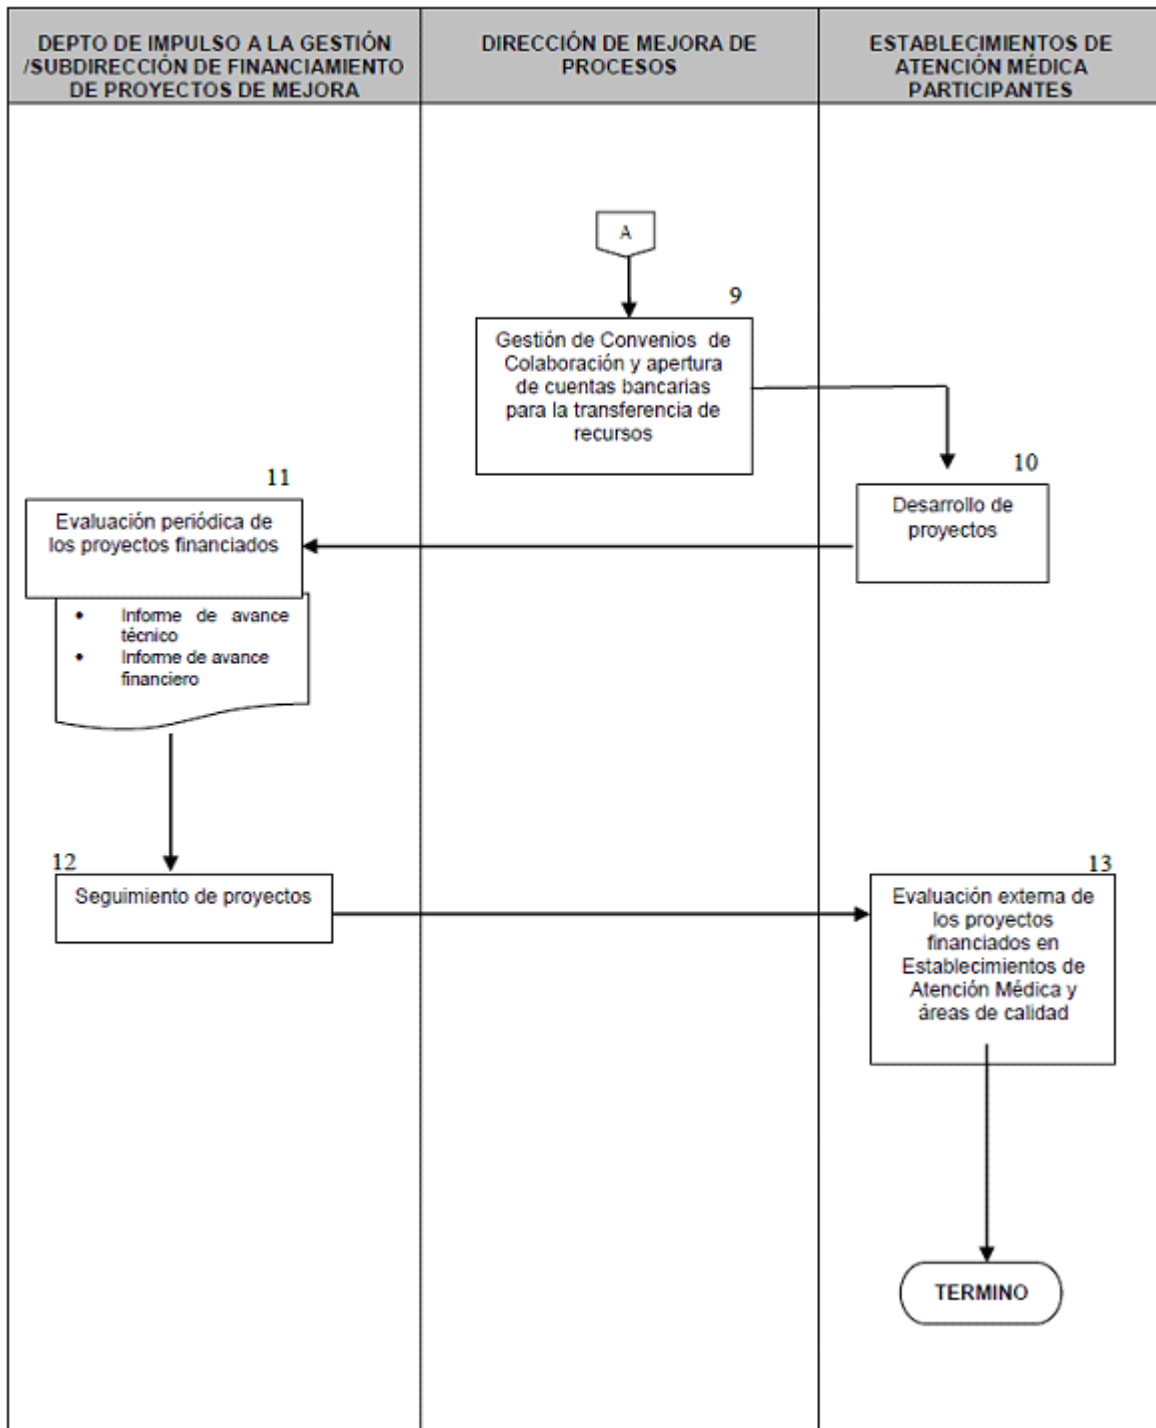 DEPTO DE IMPULSO A LA GESTIÓN
/SUBDIRECCIÓN DE FINANCIAMIENTO
DE PROYECTOS DE MEJORA
DIRECCIÓN DE MEJORA DE
PROCESOS
ESTABLECIMIENTOS DE
ATENCIÓN MÉDICA
PARTICIPANTES
A
9
Gestión de Convenios de
Colaboración y apertura
de cuentas bancarias
para la transferencia de
recursos
10
Desarrollo de
proyectos
11
Evaluación periódica de
los proyectos financiados
• Informe de avance
técnico
• Informe de avance
financiero
12
Seguimiento de proyectos
13
Evaluación externa de
los proyectos
financiados en
Establecimientos de
Atención Médica y
áreas de calidad
TERMINO